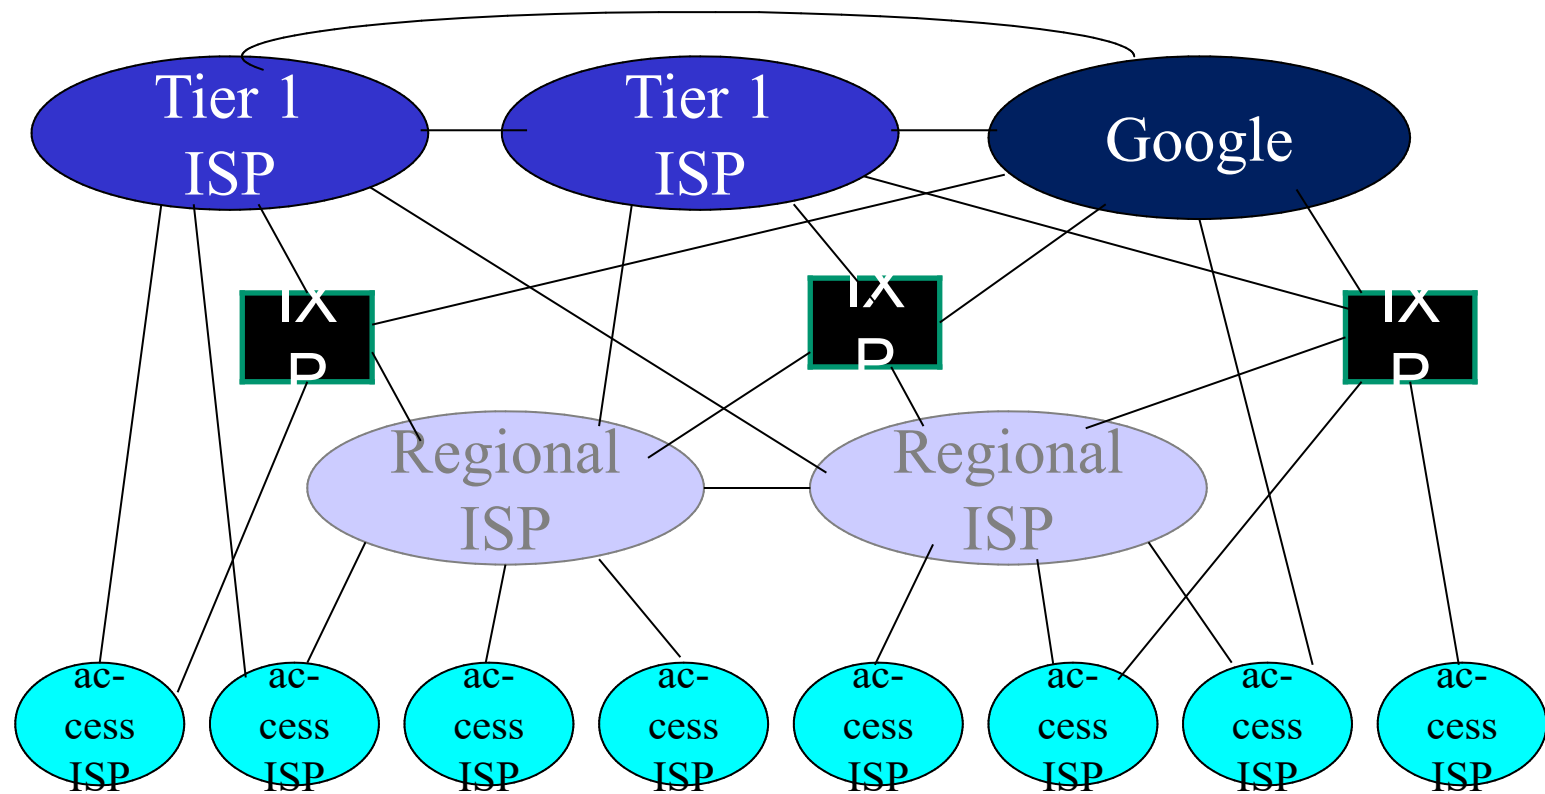 Tier 1
ISP
Tier 1
ISP
Google
IX
P
IX
P
IX
P
Regional
ISP
Regional
ISP
ac-
cess
ISP
ac-
cess
ISP
ac-
cess
ISP
ac-
cess
ISP
ac-
cess
ISP
ac-
cess
ISP
ac-
cess
ISP
ac-
cess
ISP